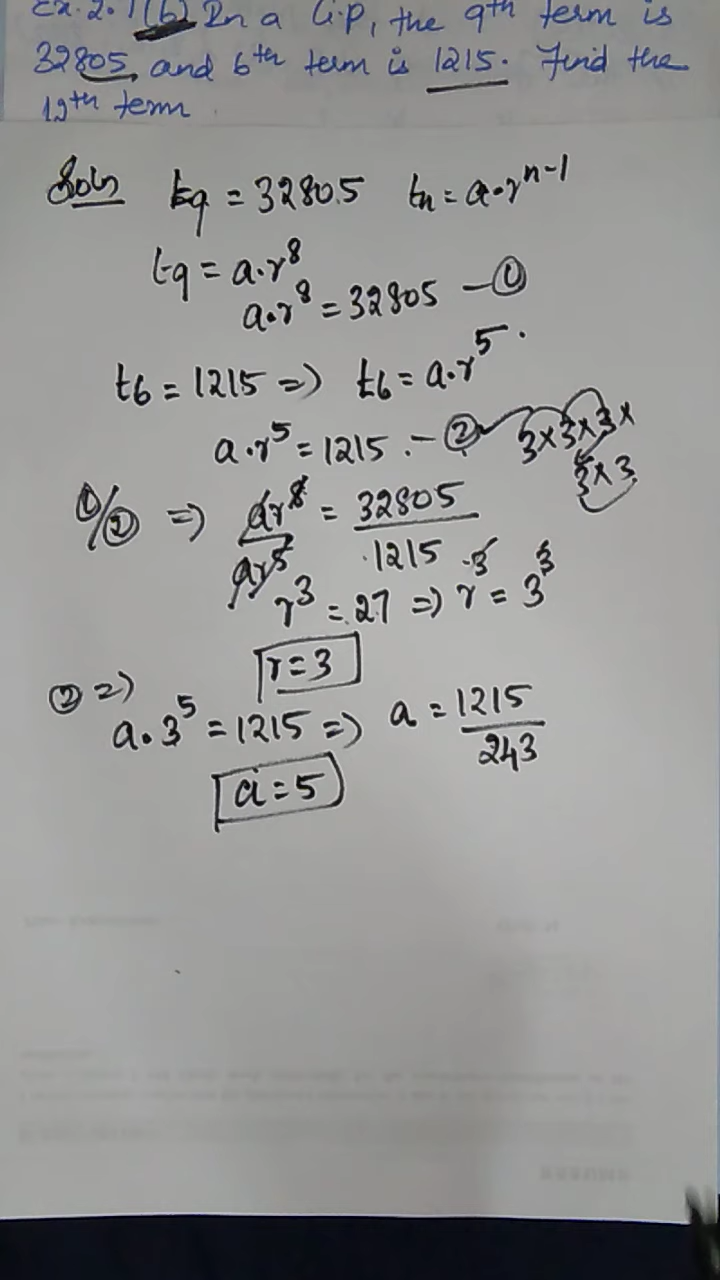 Ex. 2.7 (6) In a G.P, the 9th term is
32805 and 6th term is 1215. Find the
12th term
Soln t9 = 32805 tn = a·r^n-1
t9 = a·r^8
a·r^8 = 32805 — ①
t6 = 1215 => t6 = a·r^5.
a·r^5 = 1215. — ②
3×3×3×
3×3
①/② => ar^8/ar^5 = 32805/1215
r^3 = 27 => r^3 = 3^3
r = 3
② =>
a·3^5 = 1215 => a = 1215/243
a = 5